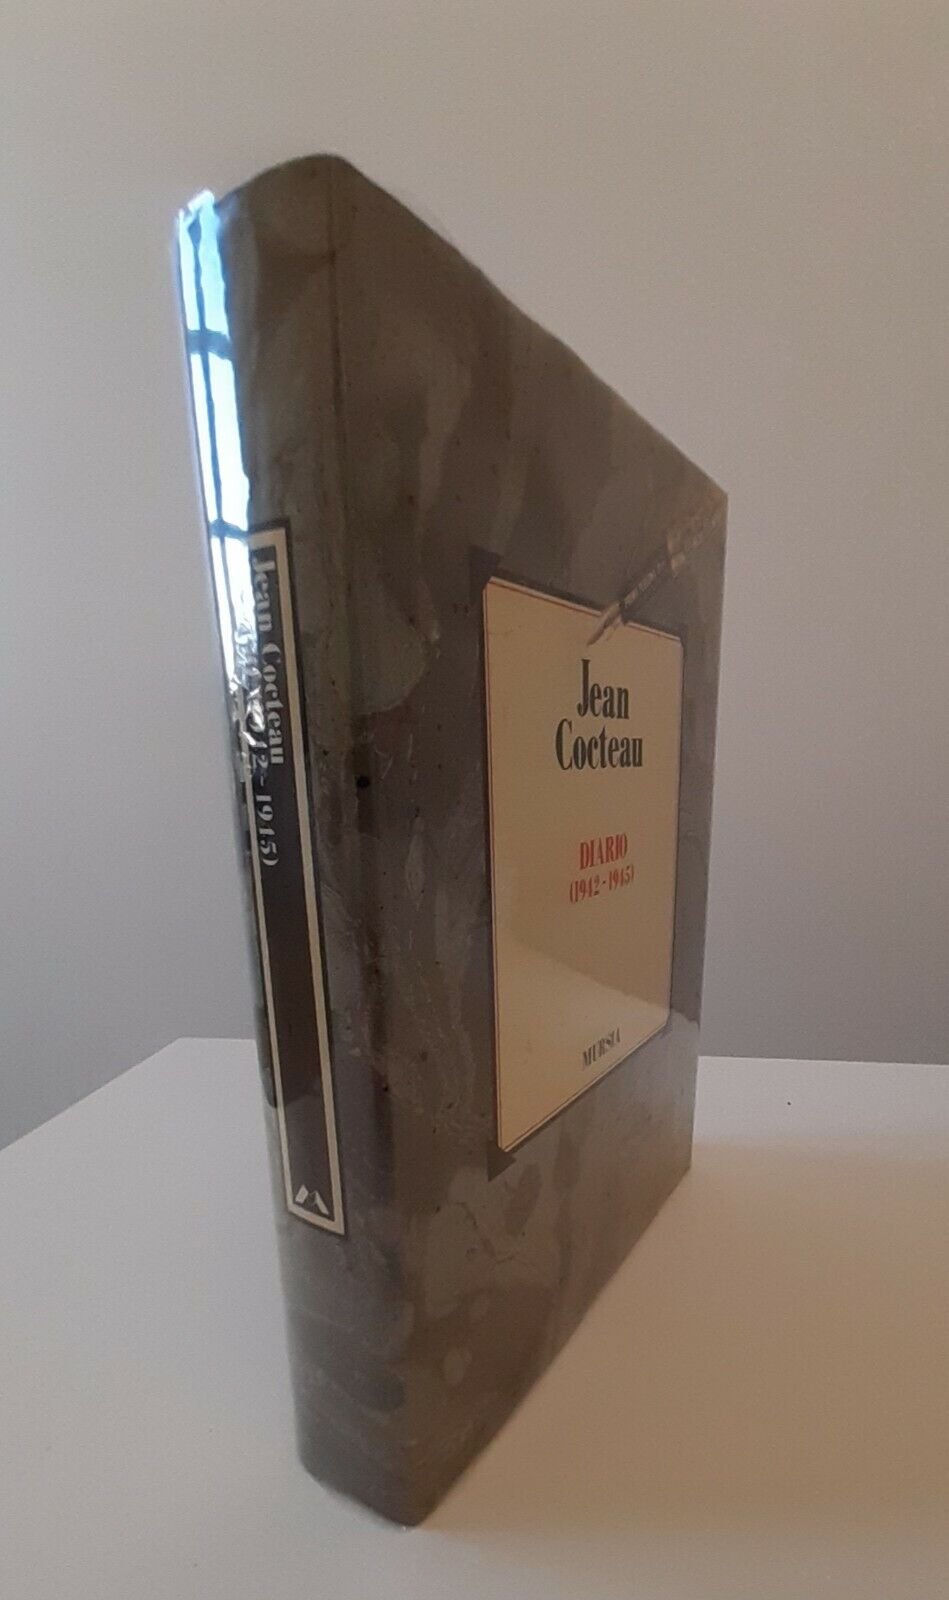 Jean Cocteau
1945)
Jean
Cocteau
DIARIO
(1942-1945)
MURSIA